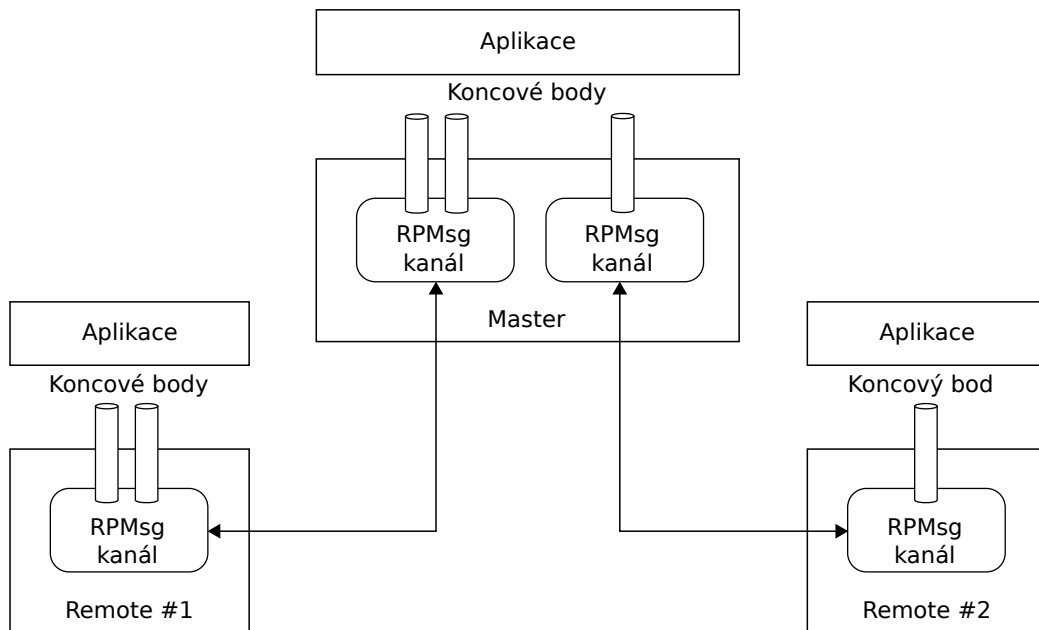 Aplikace
Koncové body
RPMsg
kanál
RPMsg
kanál
Master
Aplikace
Koncové body
RPMsg
kanál
Remote #1
Aplikace
Koncový bod
RPMsg
kanál
Remote #2